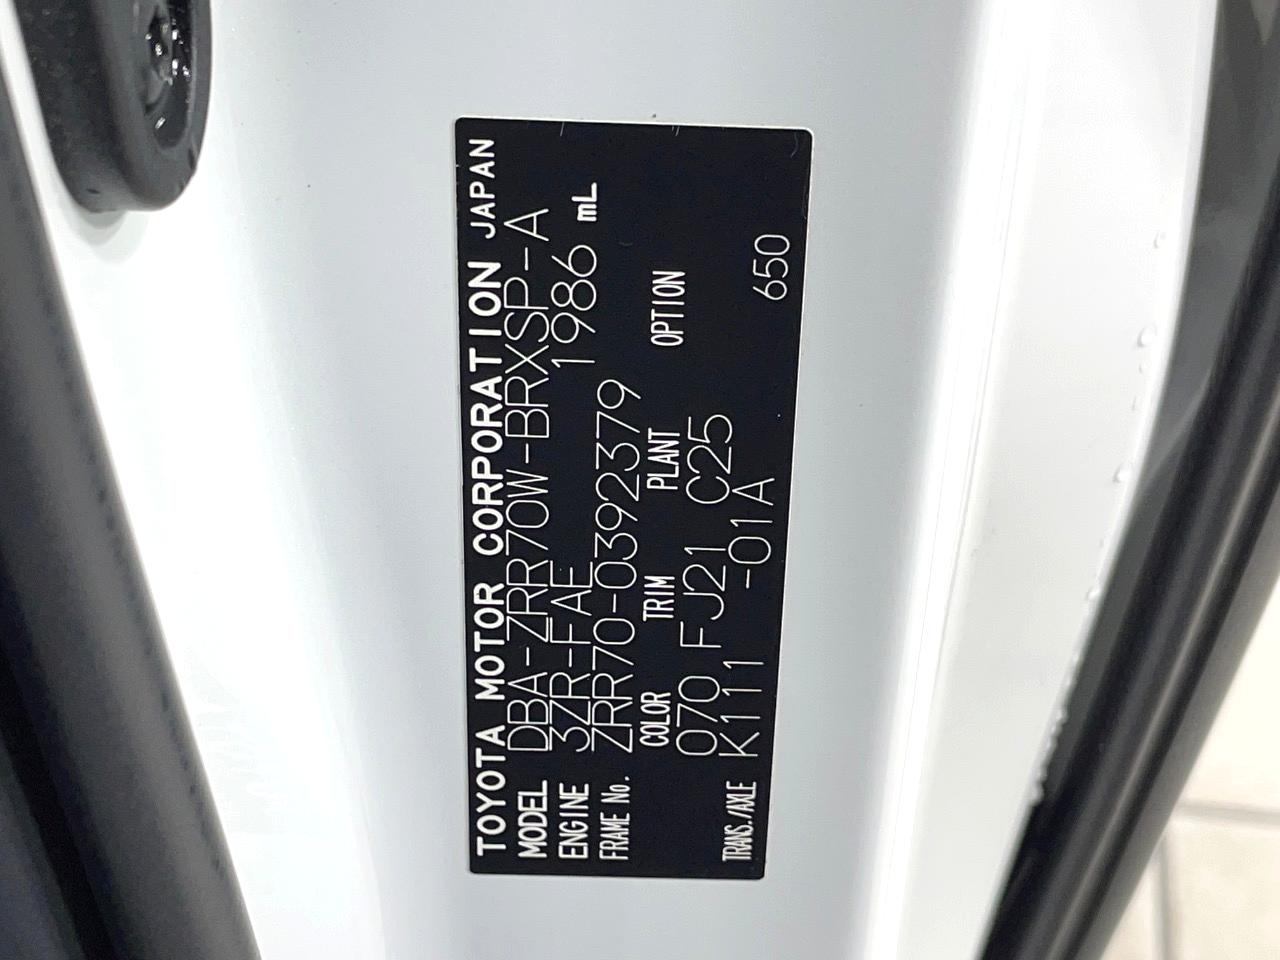 TOYOTA MOTOR CORPORATION JAPAN
MODEL DBA-ZRR70W-BRXSP-A
ENGINE 3ZR-FAE 1986 mL
FRAME No. ZRR70-0392379
COLOR TRIM PLANT OPTION
070 FJ21 C25
TRANS./AXLE K111 -01A 650